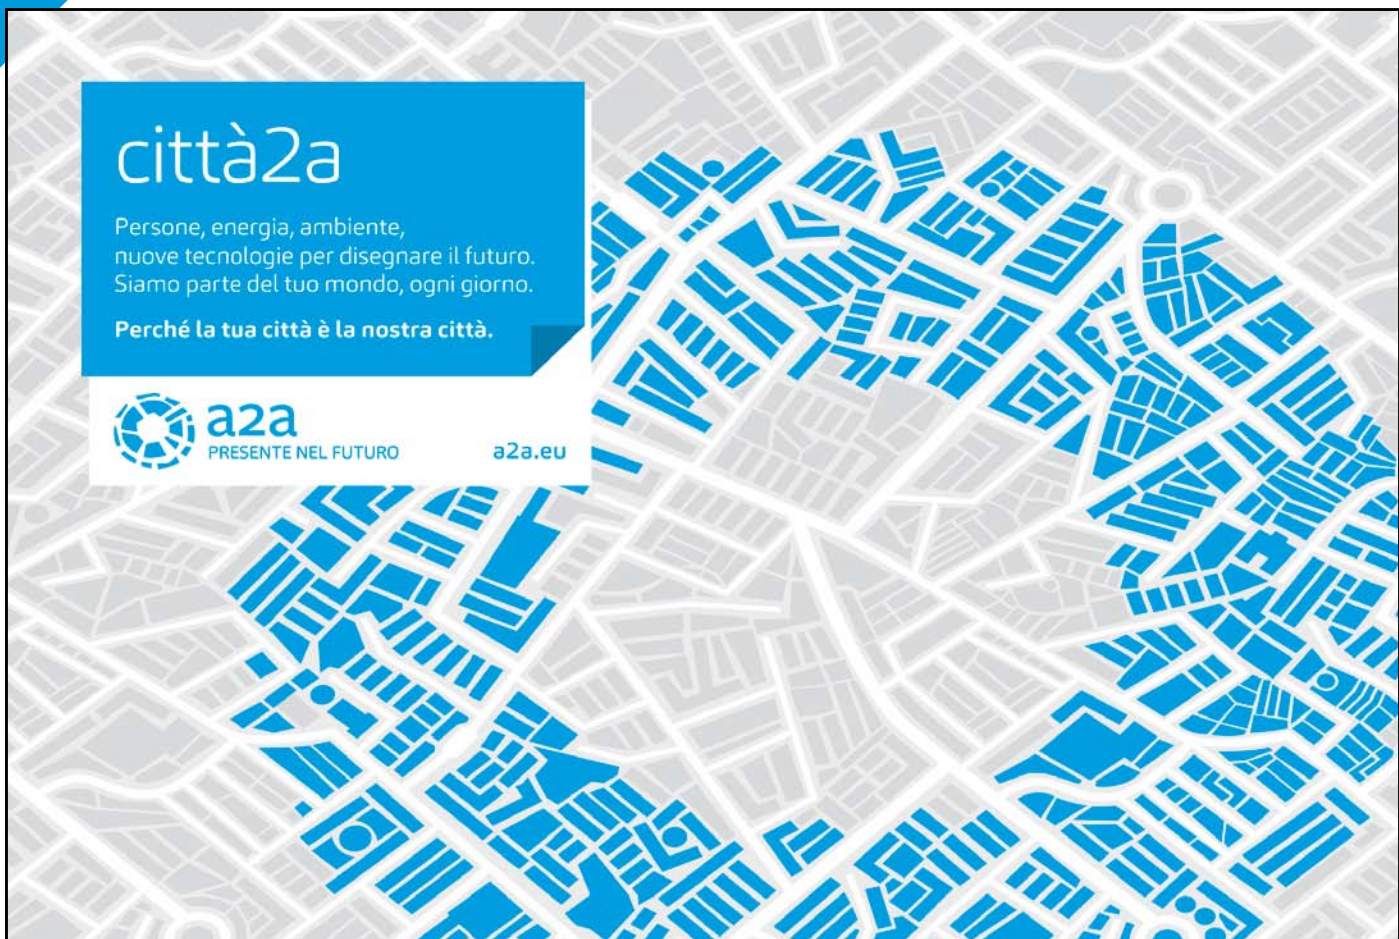 città2a
Persone, energia, ambiente,
nuove tecnologie per disegnare il futuro.
Siamo parte del tuo mondo, ogni giorno.
Perché la tua città è la nostra città.
a2a
PRESENTE NEL FUTURO
a2a.eu